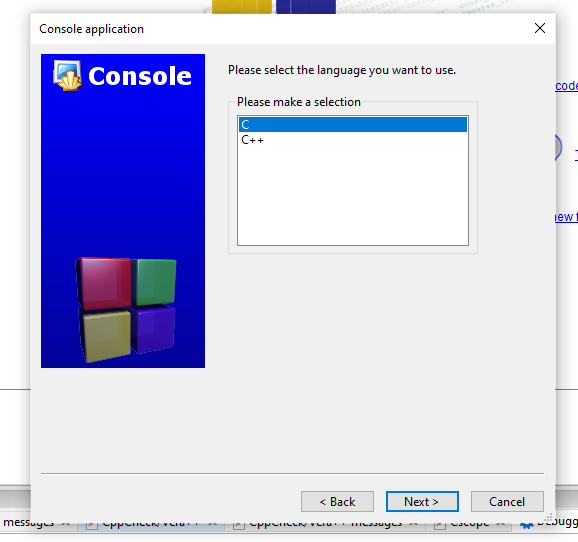 Console application
Console
Please select the language you want to use.
Please make a selection
C
C++
code
new f
< Back
Next >
Cancel
messages
CppCheck/Vera++
CppCheck/Vera++ messages
Cscope
Debugg